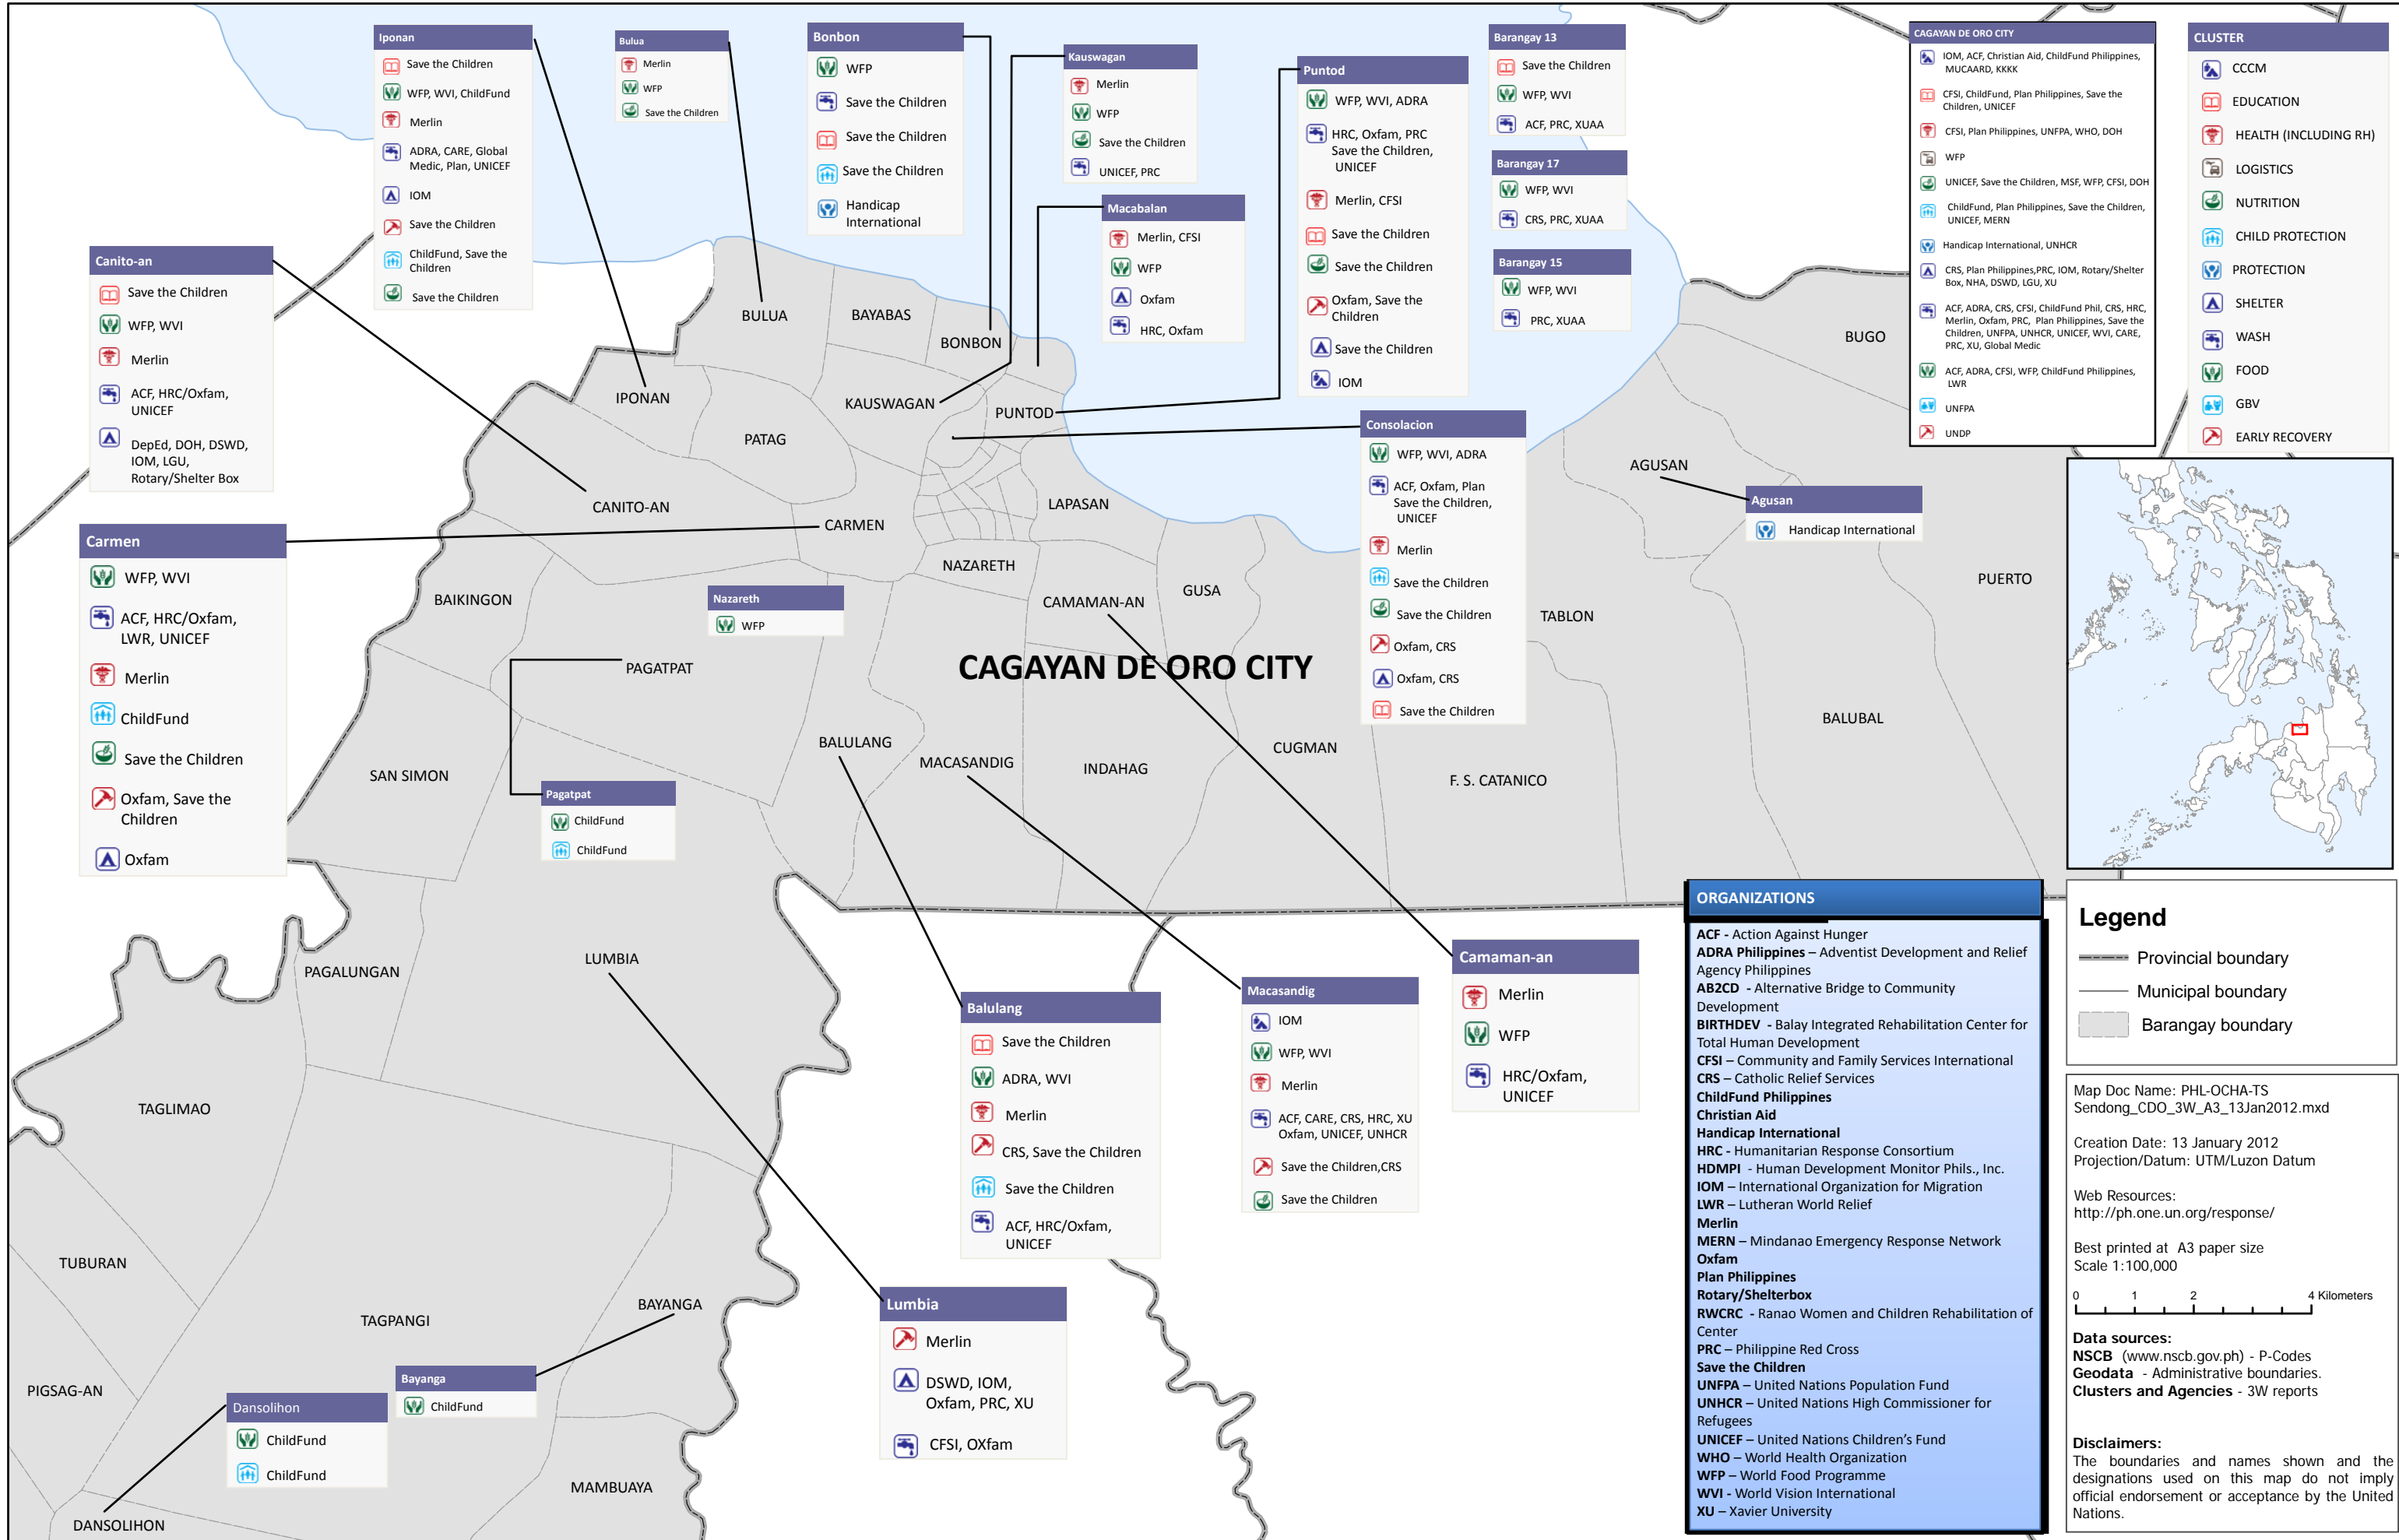 Iponan
Save the Children
WFP, WVI, ChildFund
Merlin
ADRA, CARE, Global
Medic, Plan, UNICEF
IOM
Save the Children
ChildFund, Save the
Children
Save the Children
Bulua
Merlin
WFP
Save the Children
Bonbon
WFP
Save the Children
Save the Children
Save the Children
Handicap
International
Kauswagan
Merlin
WFP
Save the Children
UNICEF, PRC
Macabalan
Merlin, CFSI
WFP
Oxfam
HRC, Oxfam
Puntod
WFP, WVI, ADRA
HRC, Oxfam, PRC
Save the Children,
UNICEF
Merlin, CFSI
Save the Children
Save the Children
Oxfam, Save the
Children
Save the Children
IOM
Barangay 13
Save the Children
WFP, WVI
ACF, PRC, XUAA
Barangay 17
WFP, WVI
CRS, PRC, XUAA
Barangay 15
WFP, WVI
PRC, XUAA
CAGAYAN DE ORO CITY
IOM, ACF, Christian Aid, ChildFund Philippines,
MUCAARD, KKKK
CFSI, ChildFund, Plan Philippines, Save the
Children, UNICEF
CFSI, Plan Philippines, UNFPA, WHO, DOH
WFP
UNICEF, Save the Children, MSF, WFP, CFSI, DOH
ChildFund, Plan Philippines, Save the Children,
UNICEF, MERN
Handicap International, UNHCR
CRS, Plan Philippines,PRC, IOM, Rotary/Shelter
Box, NHA, DSWD, LGU, XU
ACF, ADRA, CRS, CFSI, ChildFund Phil, CRS, HRC,
Merlin, Oxfam, PRC, Plan Philippines, Save the
Children, UNFPA, UNHCR, UNICEF, WVI, CARE,
PRC, XU, Global Medic
ACF, ADRA, CFSI, WFP, ChildFund Philippines,
LWR
UNFPA
UNDP
CLUSTER
CCCM
EDUCATION
HEALTH (INCLUDING RH)
LOGISTICS
NUTRITION
CHILD PROTECTION
PROTECTION
SHELTER
WASH
FOOD
GBV
EARLY RECOVERY
Canito-an
Save the Children
WFP, WVI
Merlin
ACF, HRC/Oxfam,
UNICEF
DepEd, DOH, DSWD,
IOM, LGU,
Rotary/Shelter Box
Carmen
WFP, WVI
ACF, HRC/Oxfam,
LWR, UNICEF
Merlin
ChildFund
Save the Children
Oxfam, Save the
Children
Oxfam
Consolacion
WFP, WVI, ADRA
ACF, Oxfam, Plan
Save the Children,
UNICEF
Merlin
Save the Children
Save the Children
Oxfam, CRS
Oxfam, CRS
Save the Children
Agusan
Handicap International
Nazareth
WFP
Pagatpat
ChildFund
ChildFund
BULUA
BAYABAS
BONBON
BUGO
IPONAN
KAUSWAGAN
PUNTOD
PATAG
AGUSAN
CANITO-AN
LAPASAN
CARMEN
NAZARETH
PUERTO
BAIKINGON
CAMAMAN-AN
GUSA
TABLON
PAGATPAT
CAGAYAN DE ORO CITY
BALUBAL
SAN SIMON
BALULANG
MACASANDIG
INDAHAG
CUGMAN
F. S. CATANICO
PAGALUNGAN
LUMBIA
TAGLIMAO
TUBURAN
TAGPANGI
BAYANGA
PIGSAG-AN
MAMBUAYA
DANSOLIHON
Balulang
Save the Children
ADRA, WVI
Merlin
CRS, Save the Children
Save the Children
ACF, HRC/Oxfam,
UNICEF
Macasandig
IOM
WFP, WVI
Merlin
ACF, CARE, CRS, HRC, XU
Oxfam, UNICEF, UNHCR
Save the Children,CRS
Save the Children
Camaman-an
Merlin
WFP
HRC/Oxfam,
UNICEF
Lumbia
Merlin
DSWD, IOM,
Oxfam, PRC, XU
CFSI, OXfam
Bayanga
ChildFund
Dansolihon
ChildFund
ChildFund
ORGANIZATIONS
ACF - Action Against Hunger
ADRA Philippines – Adventist Development and Relief
Agency Philippines
AB2CD - Alternative Bridge to Community
Development
BIRTHDEV - Balay Integrated Rehabilitation Center for
Total Human Development
CFSI – Community and Family Services International
CRS – Catholic Relief Services
ChildFund Philippines
Christian Aid
Handicap International
HRC - Humanitarian Response Consortium
HDMPI - Human Development Monitor Phils., Inc.
IOM – International Organization for Migration
LWR – Lutheran World Relief
Merlin
MERN – Mindanao Emergency Response Network
Oxfam
Plan Philippines
Rotary/Shelterbox
RWCRC - Ranao Women and Children Rehabilitation of
Center
PRC – Philippine Red Cross
Save the Children
UNFPA – United Nations Population Fund
UNHCR – United Nations High Commissioner for
Refugees
UNICEF – United Nations Children's Fund
WHO – World Health Organization
WFP – World Food Programme
WVI - World Vision International
XU – Xavier University
Legend
Provincial boundary
Municipal boundary
Barangay boundary
Map Doc Name: PHL-OCHA-TS
Sendong_CDO_3W_A3_13Jan2012.mxd
Creation Date: 13 January 2012
Projection/Datum: UTM/Luzon Datum
Web Resources:
http://ph.one.un.org/response/
Best printed at A3 paper size
Scale 1:100,000
0 1 2 4 Kilometers
Data sources:
NSCB (www.nscb.gov.ph) - P-Codes
Geodata - Administrative boundaries.
Clusters and Agencies - 3W reports
Disclaimers:
The boundaries and names shown and the
designations used on this map do not imply
official endorsement or acceptance by the United
Nations.